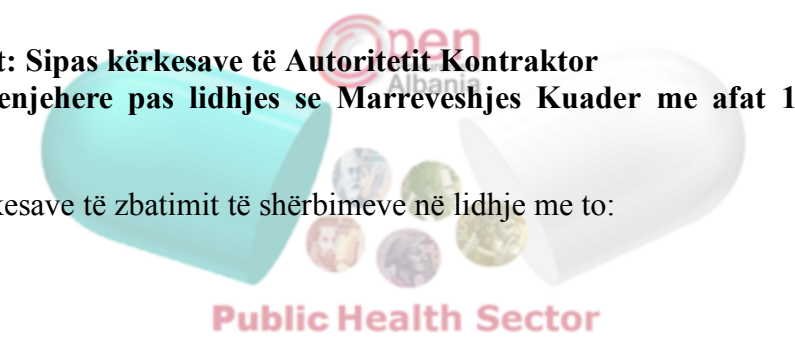 Open
Albania
t: Sipas kërkesave të Autoritetit Kontraktor
enjehere pas lidhjes se Marreveshjes Kuader me afat 1
kesave të zbatimit të shërbimeve në lidhje me to:
Public Health Sector